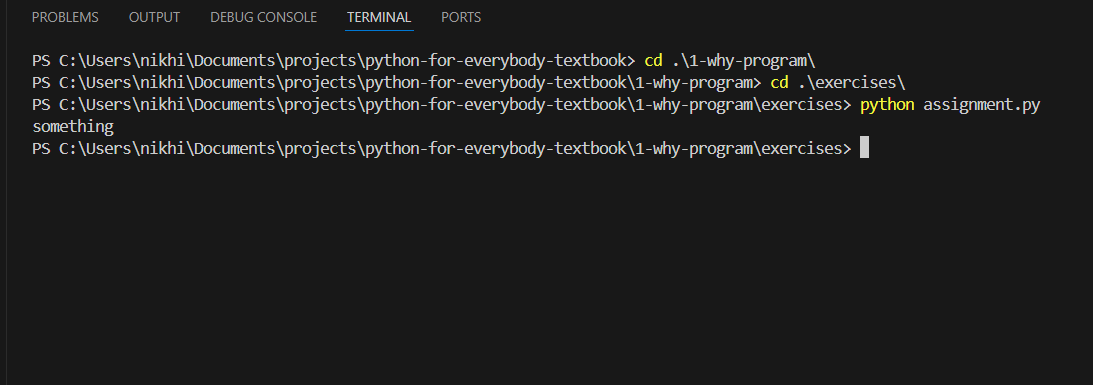 PROBLEMS OUTPUT DEBUG CONSOLE TERMINAL PORTS
PS C:\Users\nikhi\Documents\projects\python-for-everybody-textbook> cd .\1-why-program\
PS C:\Users\nikhi\Documents\projects\python-for-everybody-textbook\1-why-program> cd .\exercises\
PS C:\Users\nikhi\Documents\projects\python-for-everybody-textbook\1-why-program\exercises> python assignment.py
something
PS C:\Users\nikhi\Documents\projects\python-for-everybody-textbook\1-why-program\exercises>